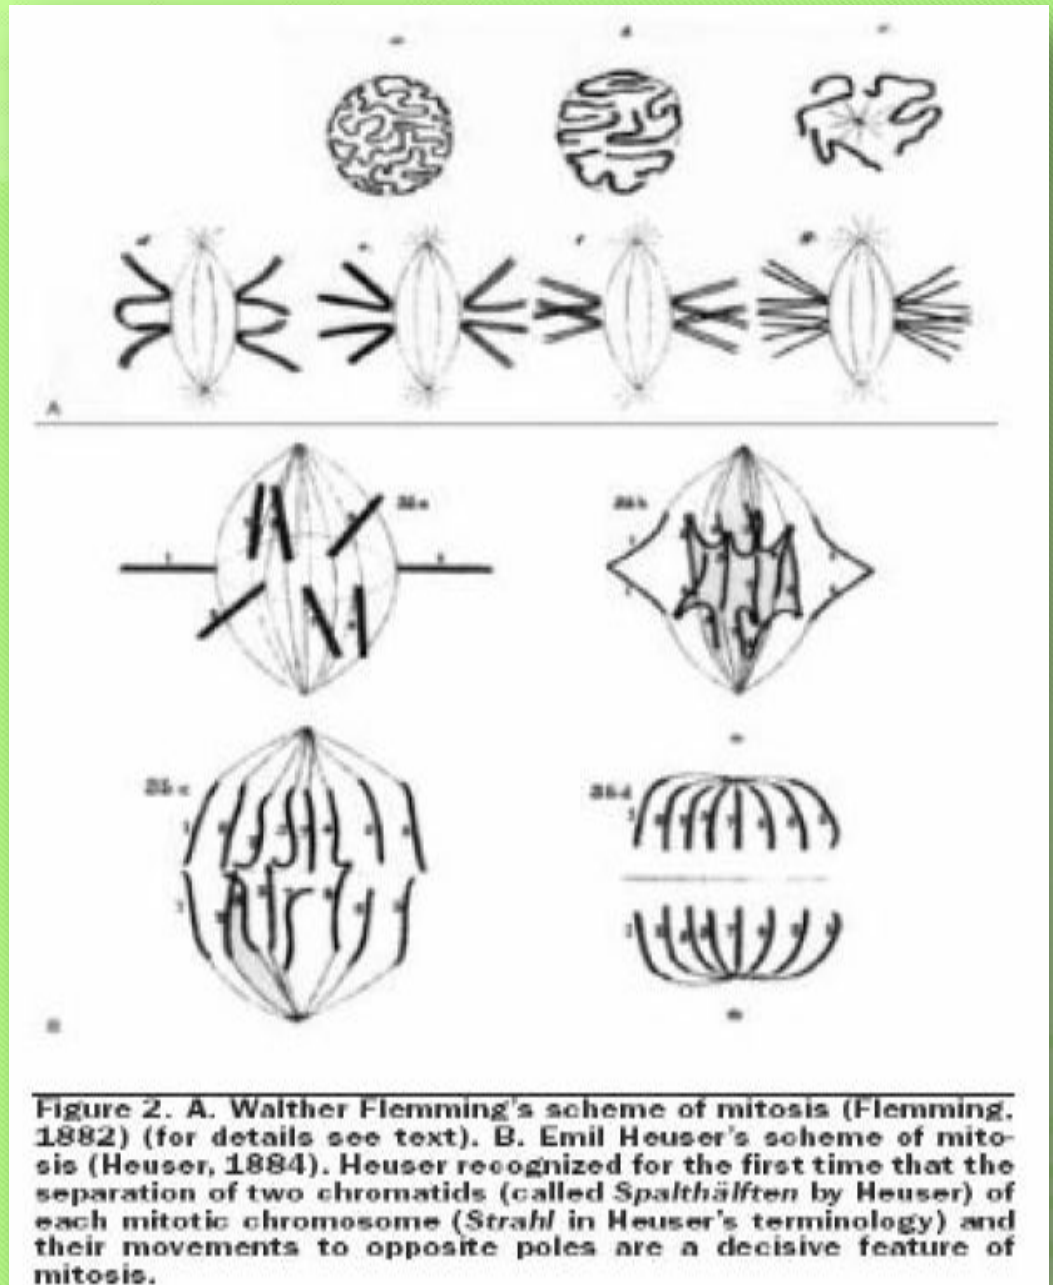 A
B
Figure 2. A. Walther Flemming's scheme of mitosis (Flemming,
1882) (for details see text). B. Emil Heuser's scheme of mito-
sis (Heuser, 1884). Heuser recognized for the first time that the
separation of two chromatids (called Spalthälften by Heuser) of
each mitotic chromosome (Strahl in Heuser's terminology) and
their movements to opposite poles are a decisive feature of
mitosis.